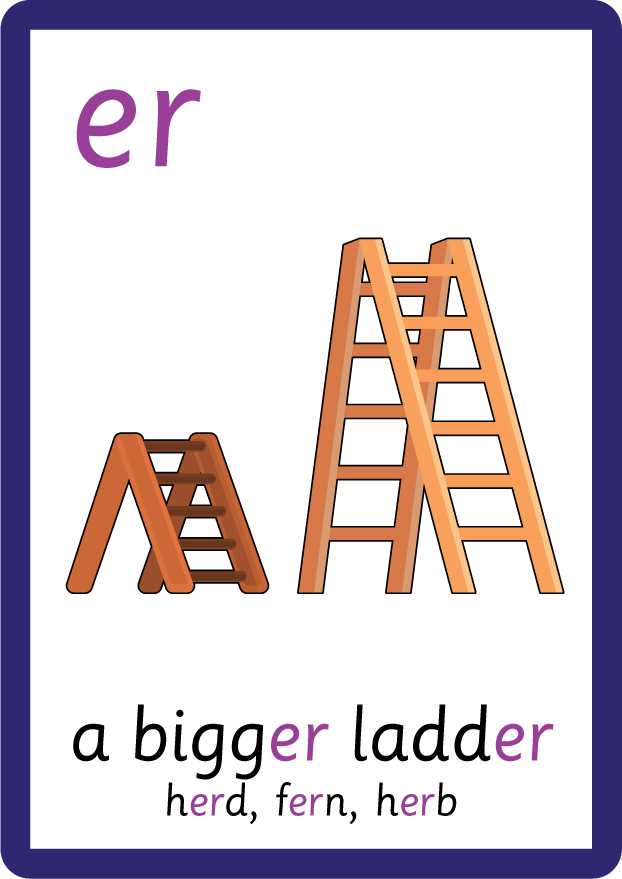 er
a bigger ladder
herd, fern, herb